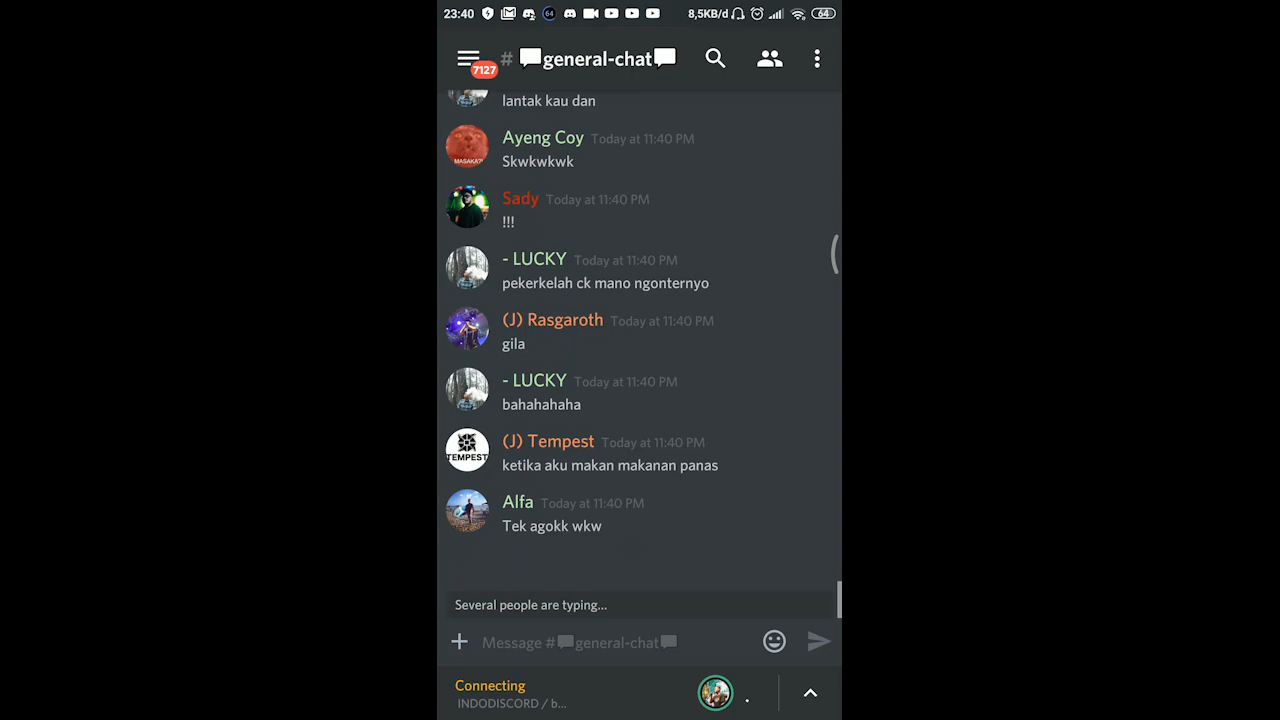 23:40 64 8,5KB/d 64
7127 # general-chat
lantak kau dan
Ayeng Coy Today at 11:40 PM
MASAKA?!
Skwkwkwk
Sady Today at 11:40 PM
!!!
- LUCKY Today at 11:40 PM
pekerkelah ck mano ngonternyo
(J) Rasgaroth Today at 11:40 PM
gila
- LUCKY Today at 11:40 PM
bahahahaha
(J) Tempest Today at 11:40 PM
TEMPEST
ketika aku makan makanan panas
Alfa Today at 11:40 PM
Tek agokk wkw
Several people are typing...
Message #general-chat
Connecting
INDODISCORD / b...